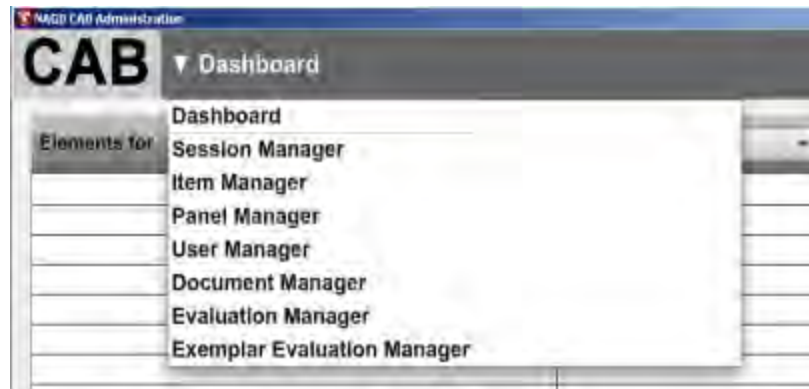 NAGB CAB Administration
CAB ▼ Dashboard
Dashboard
Elements for
Session Manager
Item Manager
Panel Manager
User Manager
Document Manager
Evaluation Manager
Exemplar Evaluation Manager